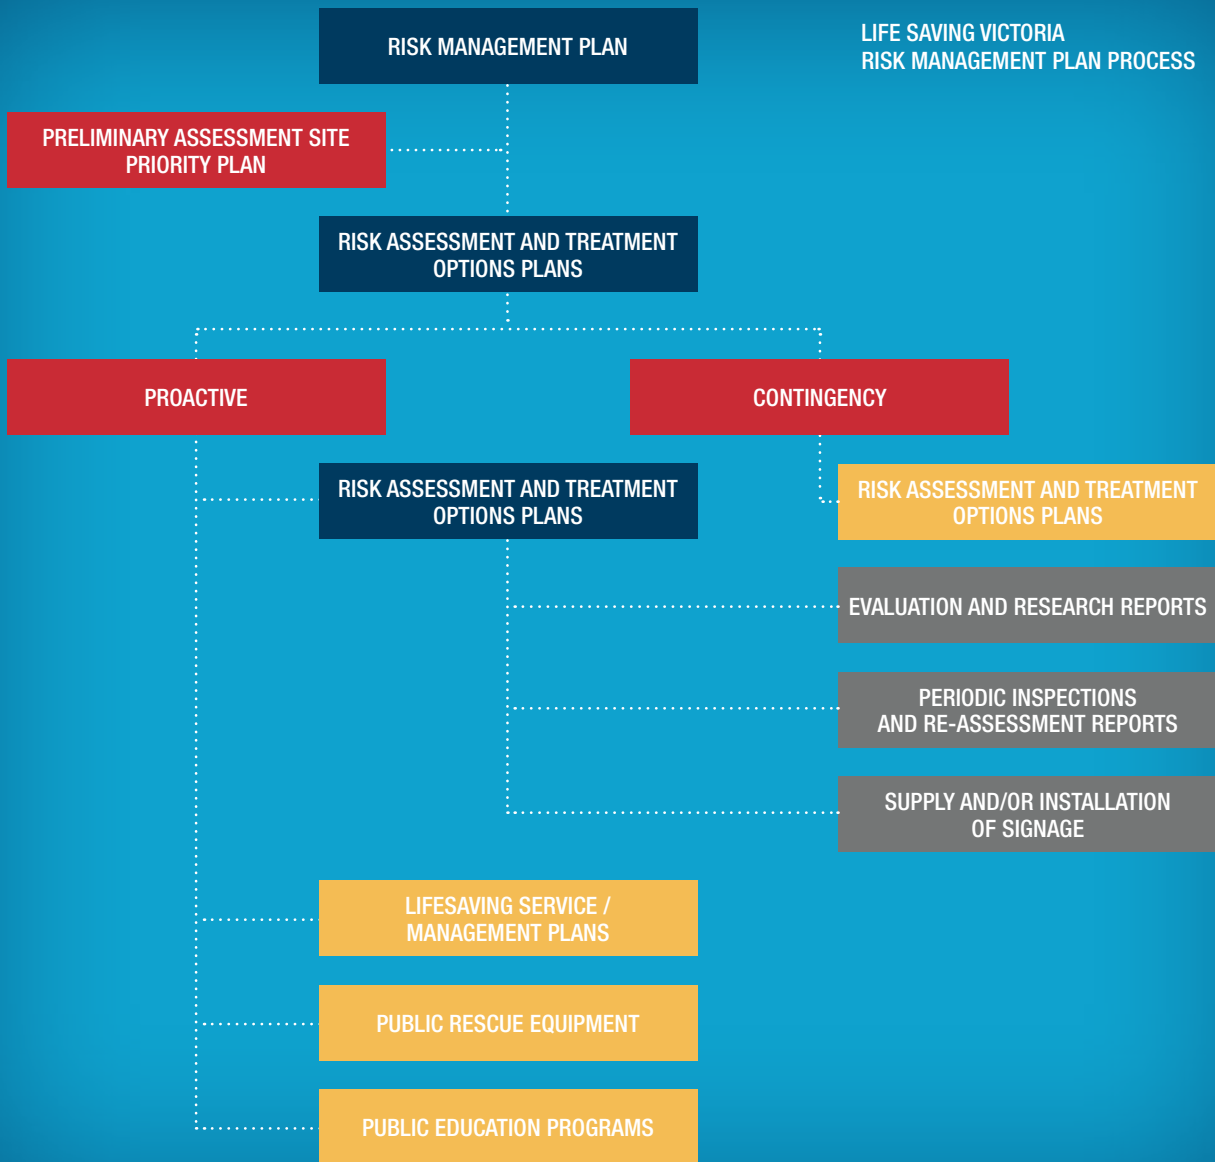 RISK MANAGEMENT PLAN
LIFE SAVING VICTORIA
RISK MANAGEMENT PLAN PROCESS
PRELIMINARY ASSESSMENT SITE
PRIORITY PLAN
RISK ASSESSMENT AND TREATMENT
OPTIONS PLANS
PROACTIVE
CONTINGENCY
RISK ASSESSMENT AND TREATMENT
OPTIONS PLANS
RISK ASSESSMENT AND TREATMENT
OPTIONS PLANS
EVALUATION AND RESEARCH REPORTS
PERIODIC INSPECTIONS
AND RE-ASSESSMENT REPORTS
SUPPLY AND/OR INSTALLATION
OF SIGNAGE
LIFESAVING SERVICE /
MANAGEMENT PLANS
PUBLIC RESCUE EQUIPMENT
PUBLIC EDUCATION PROGRAMS